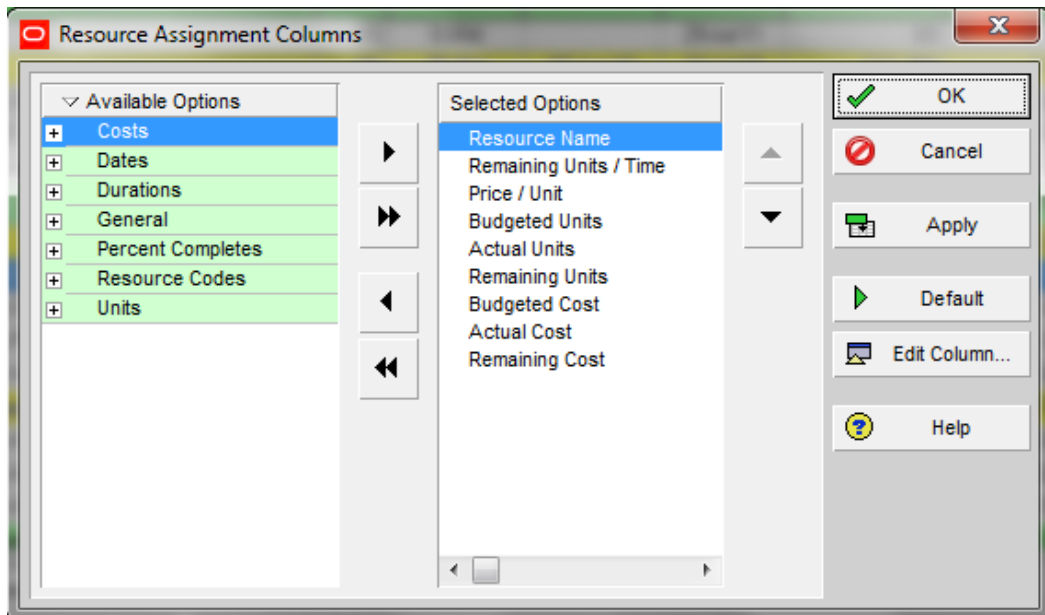 Resource Assignment Columns
Available Options
Costs
Dates
Durations
General
Percent Completes
Resource Codes
Units
Selected Options
Resource Name
Remaining Units / Time
Price / Unit
Budgeted Units
Actual Units
Remaining Units
Budgeted Cost
Actual Cost
Remaining Cost
OK
Cancel
Apply
Default
Edit Column...
Help